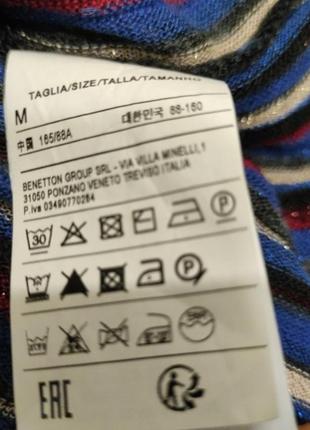 TAGLIA/SIZE/TALLA/TAMANHO
M 대한민국 88-160
中国 165/88A
BENETTON GROUP SRL - VIA VILLA MINELLI, 1
31050 PONZANO VENETO TREVISO ITALIA
P.iva 03490770264
30 P
P
EAC